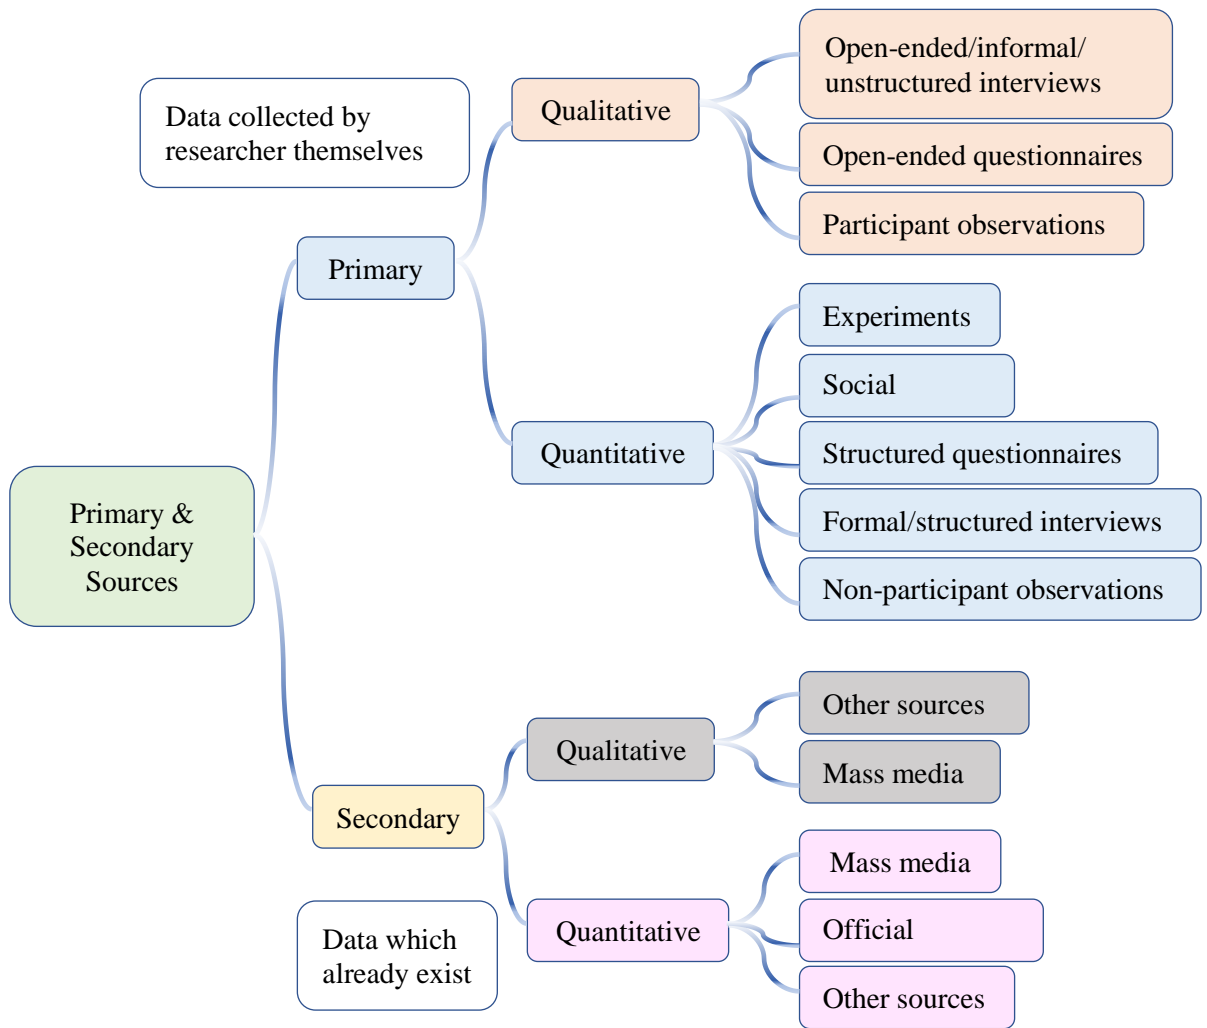 Primary &
Secondary
Sources
Data collected by
researcher themselves
Primary
Qualitative
Open-ended/informal/
unstructured interviews
Open-ended questionnaires
Participant observations
Quantitative
Experiments
Social
Structured questionnaires
Formal/structured interviews
Non-participant observations
Secondary
Data which
already exist
Qualitative
Other sources
Mass media
Quantitative
Mass media
Official
Other sources